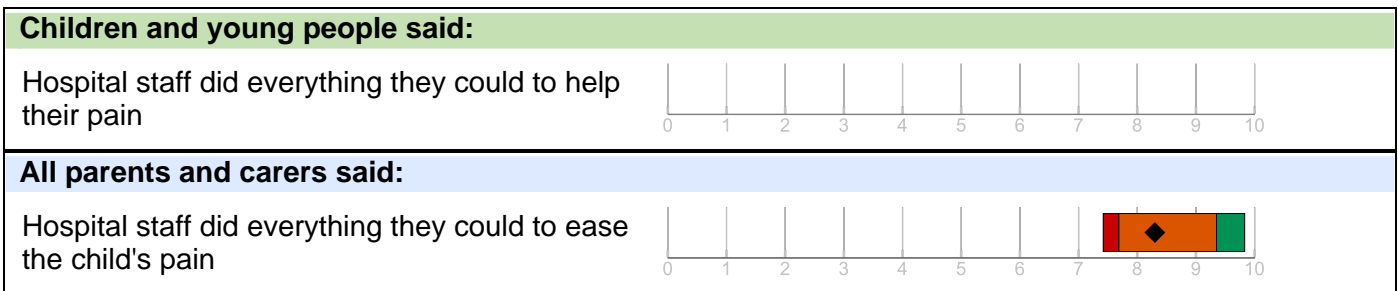 Children and young people said:
Hospital staff did everything they could to help
their pain
0 1 2 3 4 5 6 7 8 9 10
All parents and carers said:
Hospital staff did everything they could to ease
the child's pain
0 1 2 3 4 5 6 7 8 9 10